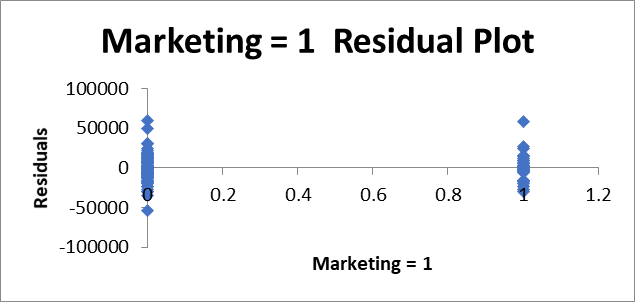 Marketing = 1  Residual Plot
100000
50000
0
-50000
-100000
0 0.2 0.4 0.6 0.8 1 1.2
Residuals
Marketing = 1